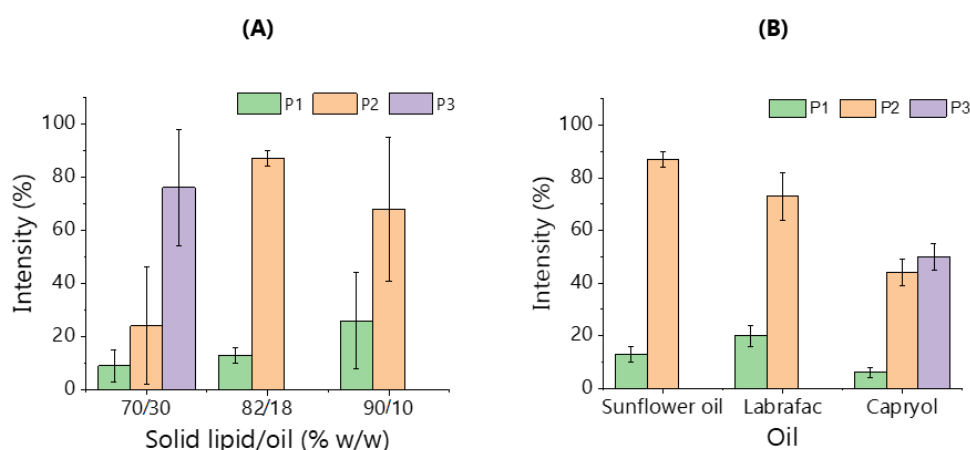 (A)
P1 P2 P3
Intensity (%)
100
80
60
40
20
0
70/30 82/18 90/10
Solid lipid/oil (% w/w)
(B)
P1 P2 P3
Intensity (%)
100
80
60
40
20
0
Sunflower oil Labrafac Capryol
Oil